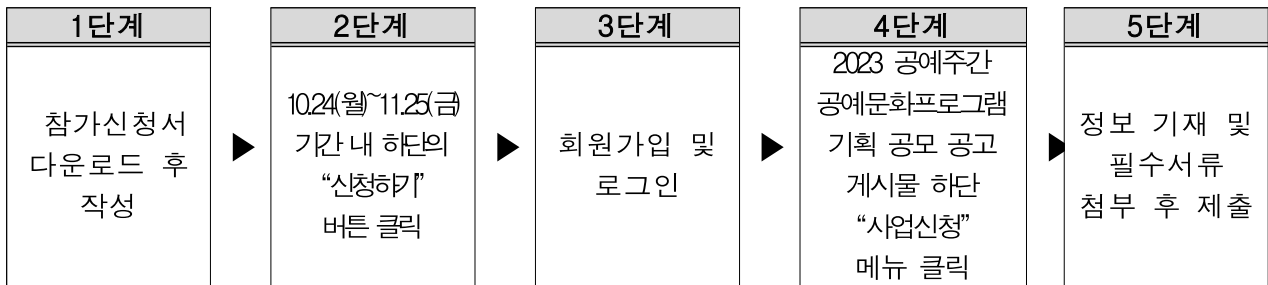 1단계
참가신청서
다운로드 후
작성
▶
2단계
10.24(월)~11.25(금)
기간 내 하단의
“신청하기”
버튼 클릭
▶
3단계
회원가입 및
로그인
▶
4단계
2023 공예주간
공예문화프로그램
기획 공모 공고
게시물 하단
“사업신청”
메뉴 클릭
▶
5단계
정보 기재 및
필수서류
첨부 후 제출